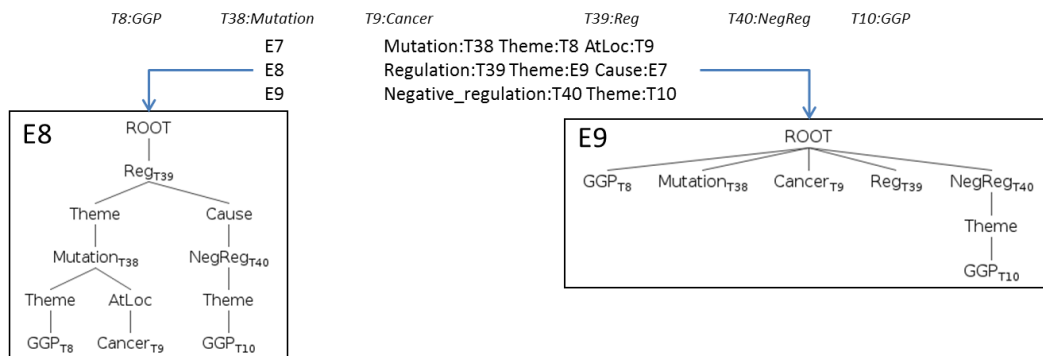 T8:GGP T38:Mutation T9:Cancer T39:Reg T40:NegReg T10:GGP
E7 Mutation:T38 Theme:T8 AtLoc:T9
E8 Regulation:T39 Theme:E9 Cause:E7
E9 Negative_regulation:T40 Theme:T10
E8
ROOT
RegT39
Theme Cause
MutationT38 NegRegT40
Theme AtLoc Theme
GGPT8 CancerT9 GGPT10
E9
ROOT
GGPT8 MutationT38 CancerT9 RegT39 NegRegT40
Theme
GGPT10